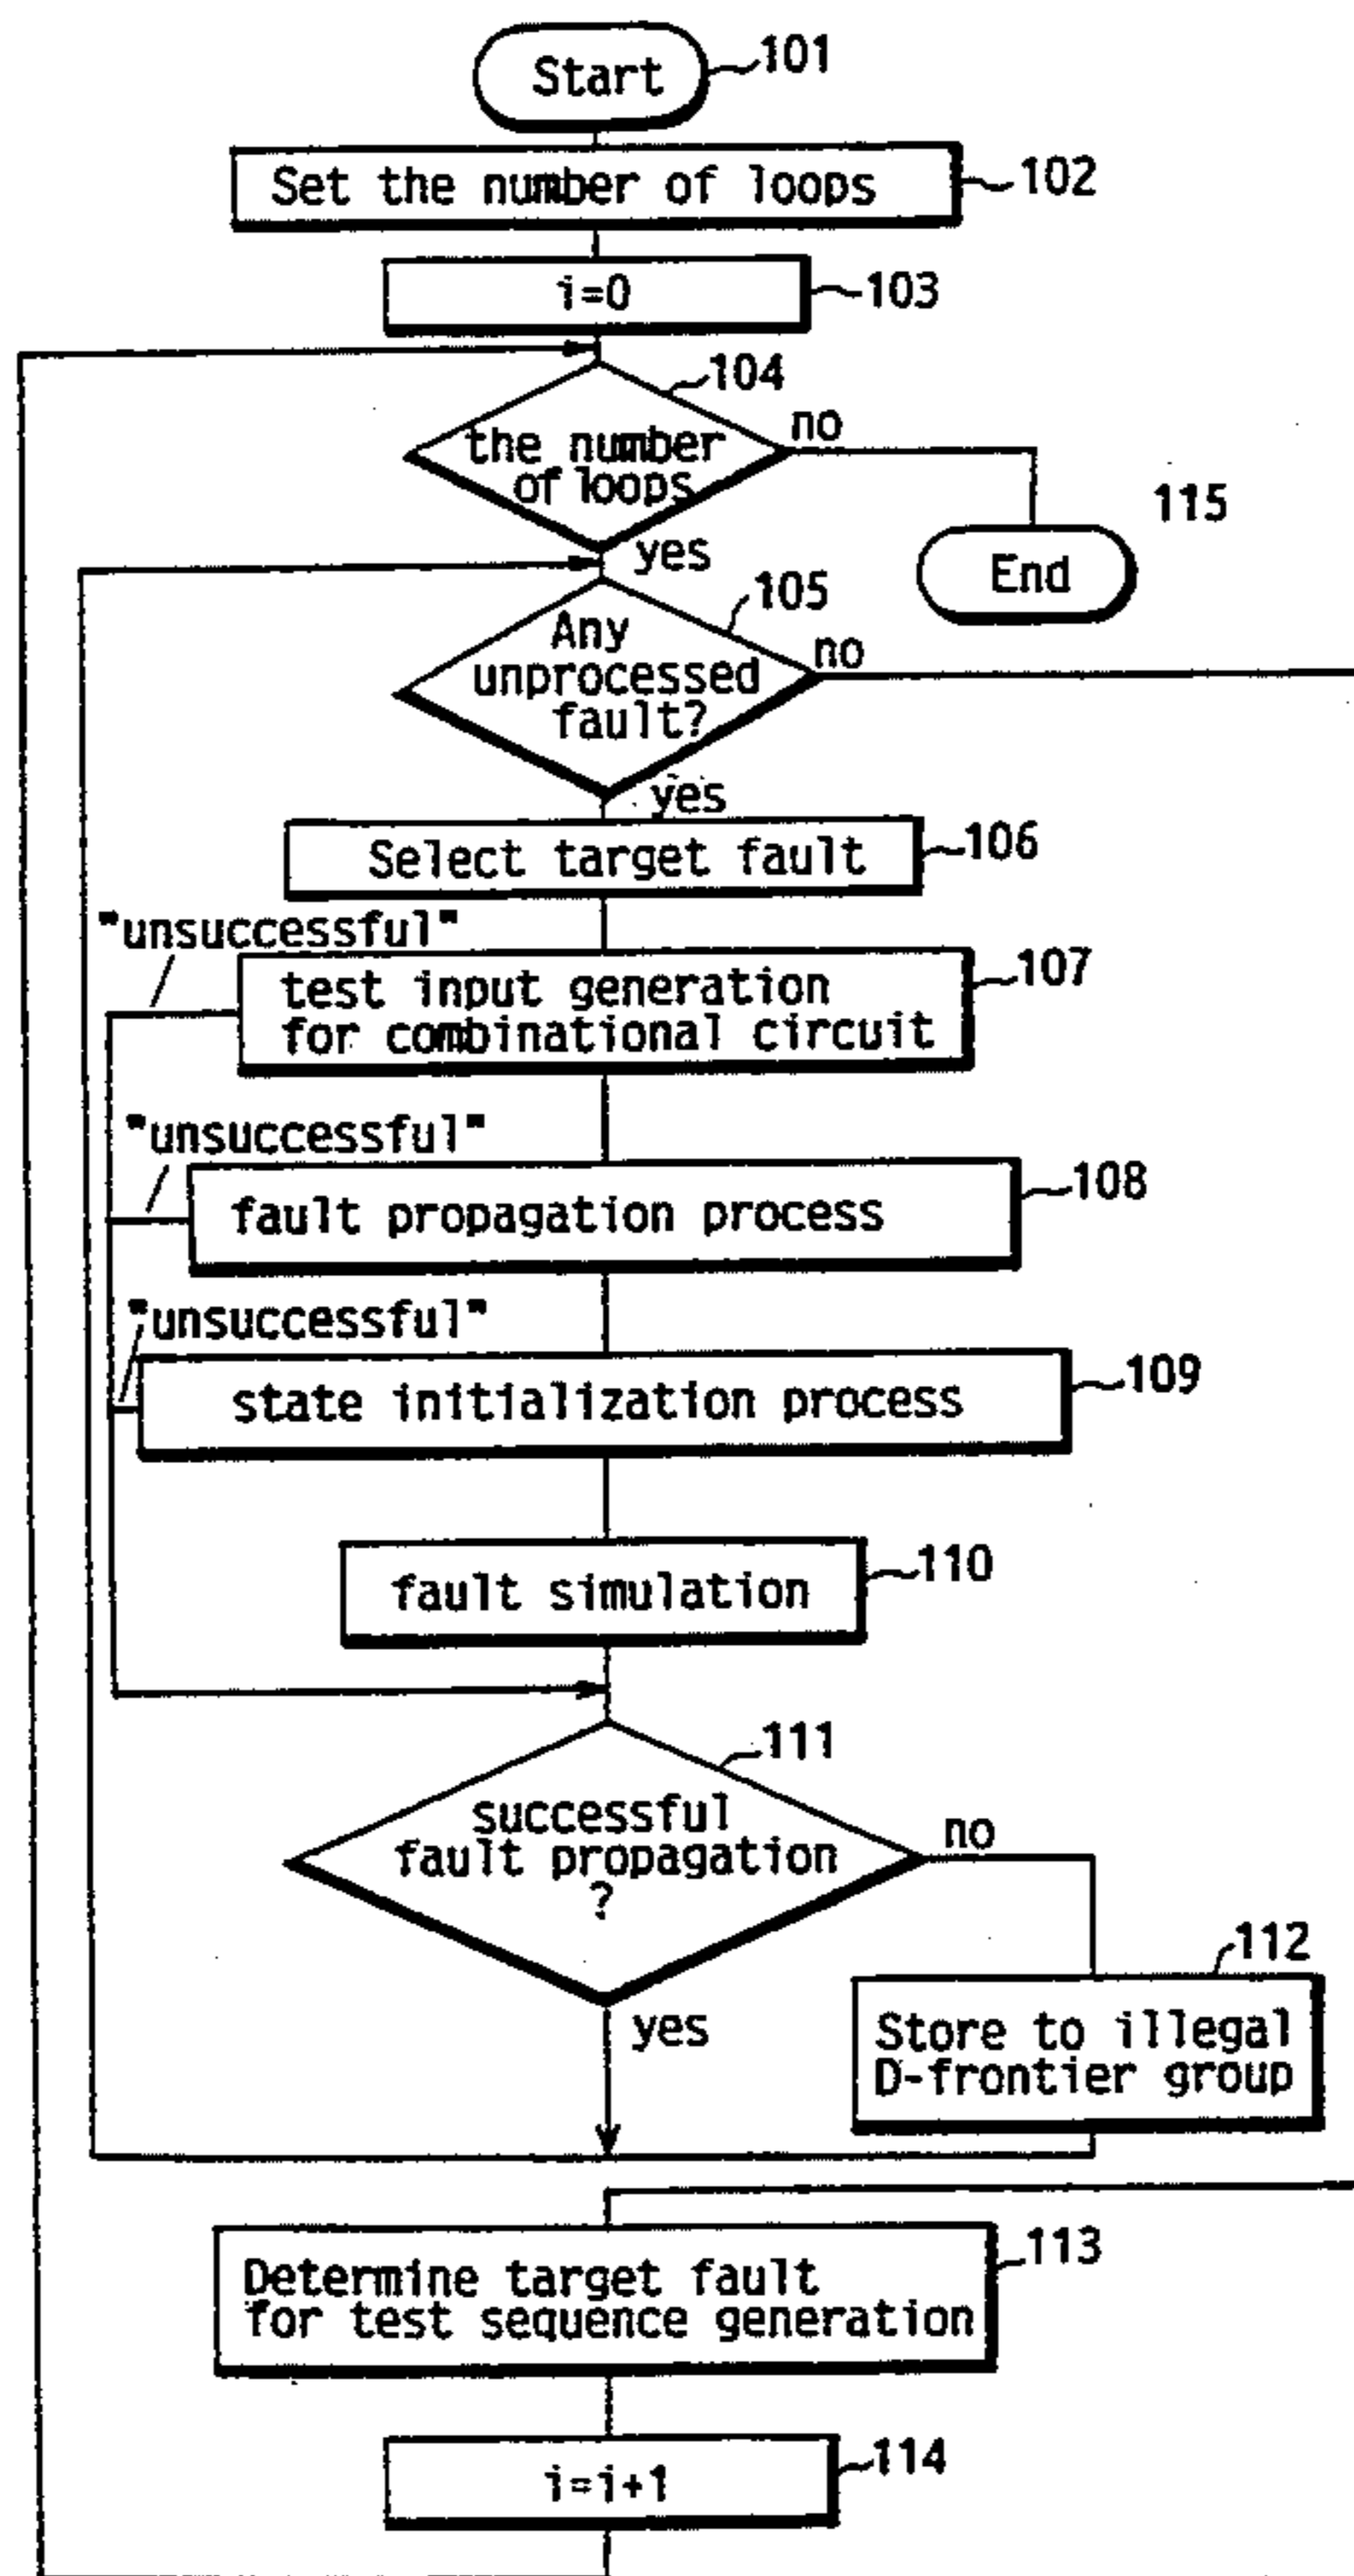 Start
101
Set the number of loops
102
i=0
103
104
the number
of loops
no
yes
115
End
105
Any
unprocessed
fault?
no
yes
Select target fault
106
"unsuccessful"
test input generation
for combinational circuit
107
"unsuccessful"
fault propagation process
108
"unsuccessful"
state initialization process
109
fault simulation
110
111
successful
fault propagation
?
no
yes
112
Store to illegal
D-frontier group
Determine target fault
for test sequence generation
113
i=i+1
114